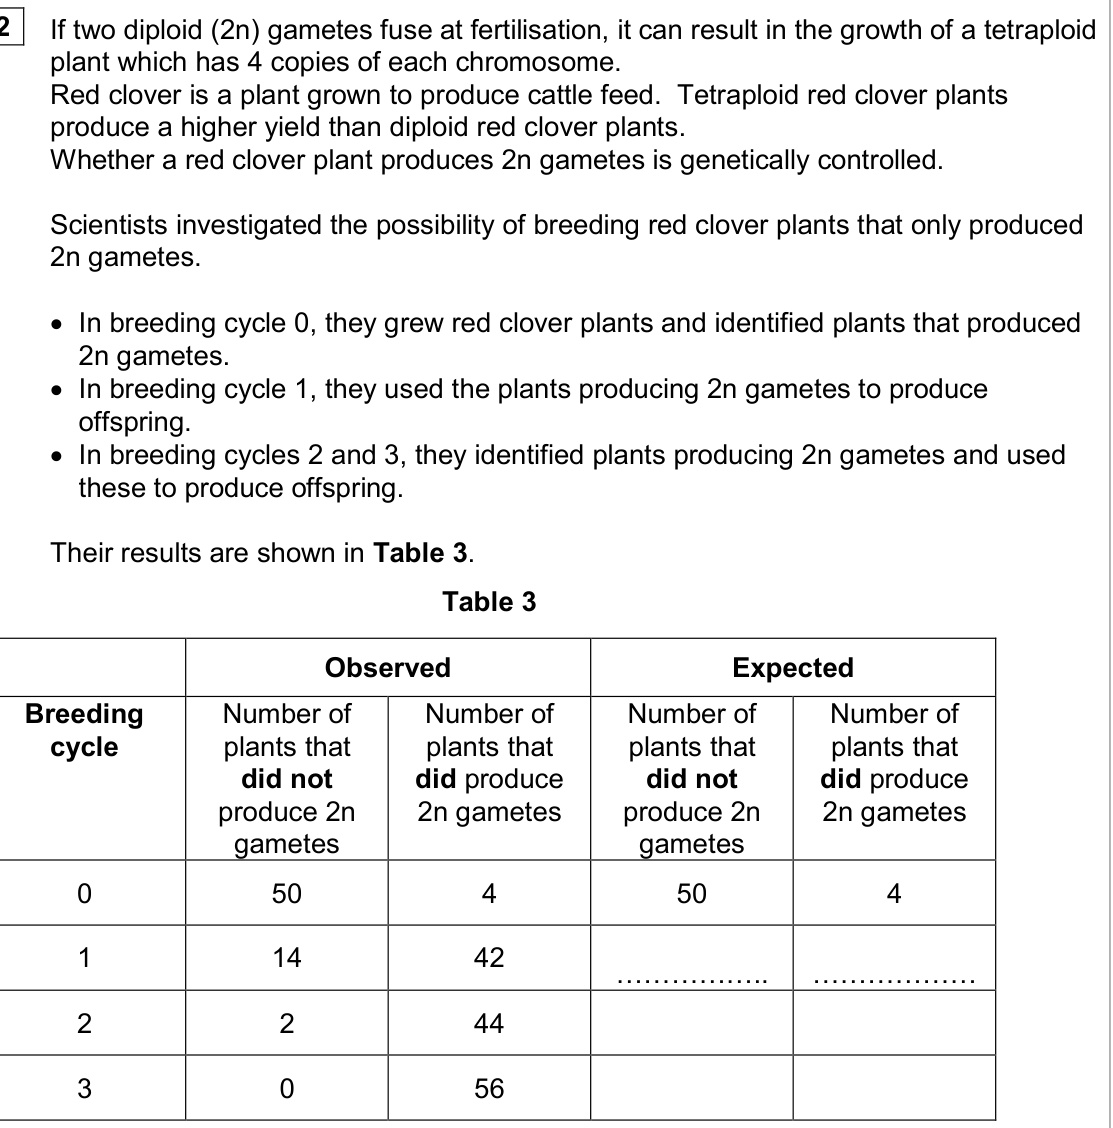 2 If two diploid (2n) gametes fuse at fertilisation, it can result in the growth of a tetraploid
plant which has 4 copies of each chromosome.
Red clover is a plant grown to produce cattle feed. Tetraploid red clover plants
produce a higher yield than diploid red clover plants.
Whether a red clover plant produces 2n gametes is genetically controlled.
Scientists investigated the possibility of breeding red clover plants that only produced
2n gametes.
• In breeding cycle 0, they grew red clover plants and identified plants that produced
2n gametes.
• In breeding cycle 1, they used the plants producing 2n gametes to produce
offspring.
• In breeding cycles 2 and 3, they identified plants producing 2n gametes and used
these to produce offspring.
Their results are shown in Table 3.
Table 3
Observed Expected
Breeding Number of Number of Number of Number of
cycle plants that plants that plants that plants that
did not did produce did not did produce
produce 2n 2n gametes produce 2n 2n gametes
gametes gametes
0 50 4 50 4
1 14 42 ................. ..................
2 2 44
3 0 56